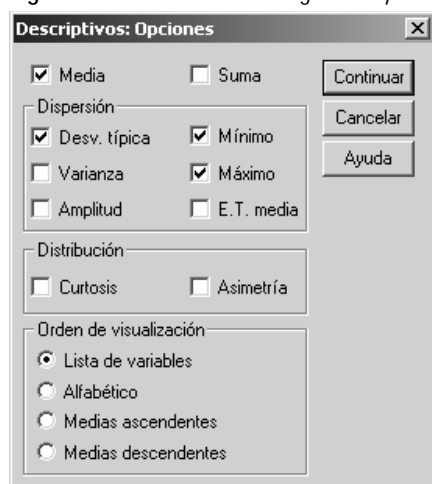 Descriptivos: Opciones
Media Suma Continuar
Dispersión Cancelar
Desv. típica Mínimo Ayuda
Varianza Máximo
Amplitud E.T. media
Distribución
Curtosis Asimetría
Orden de visualización
Lista de variables
Alfabético
Medias ascendentes
Medias descendentes